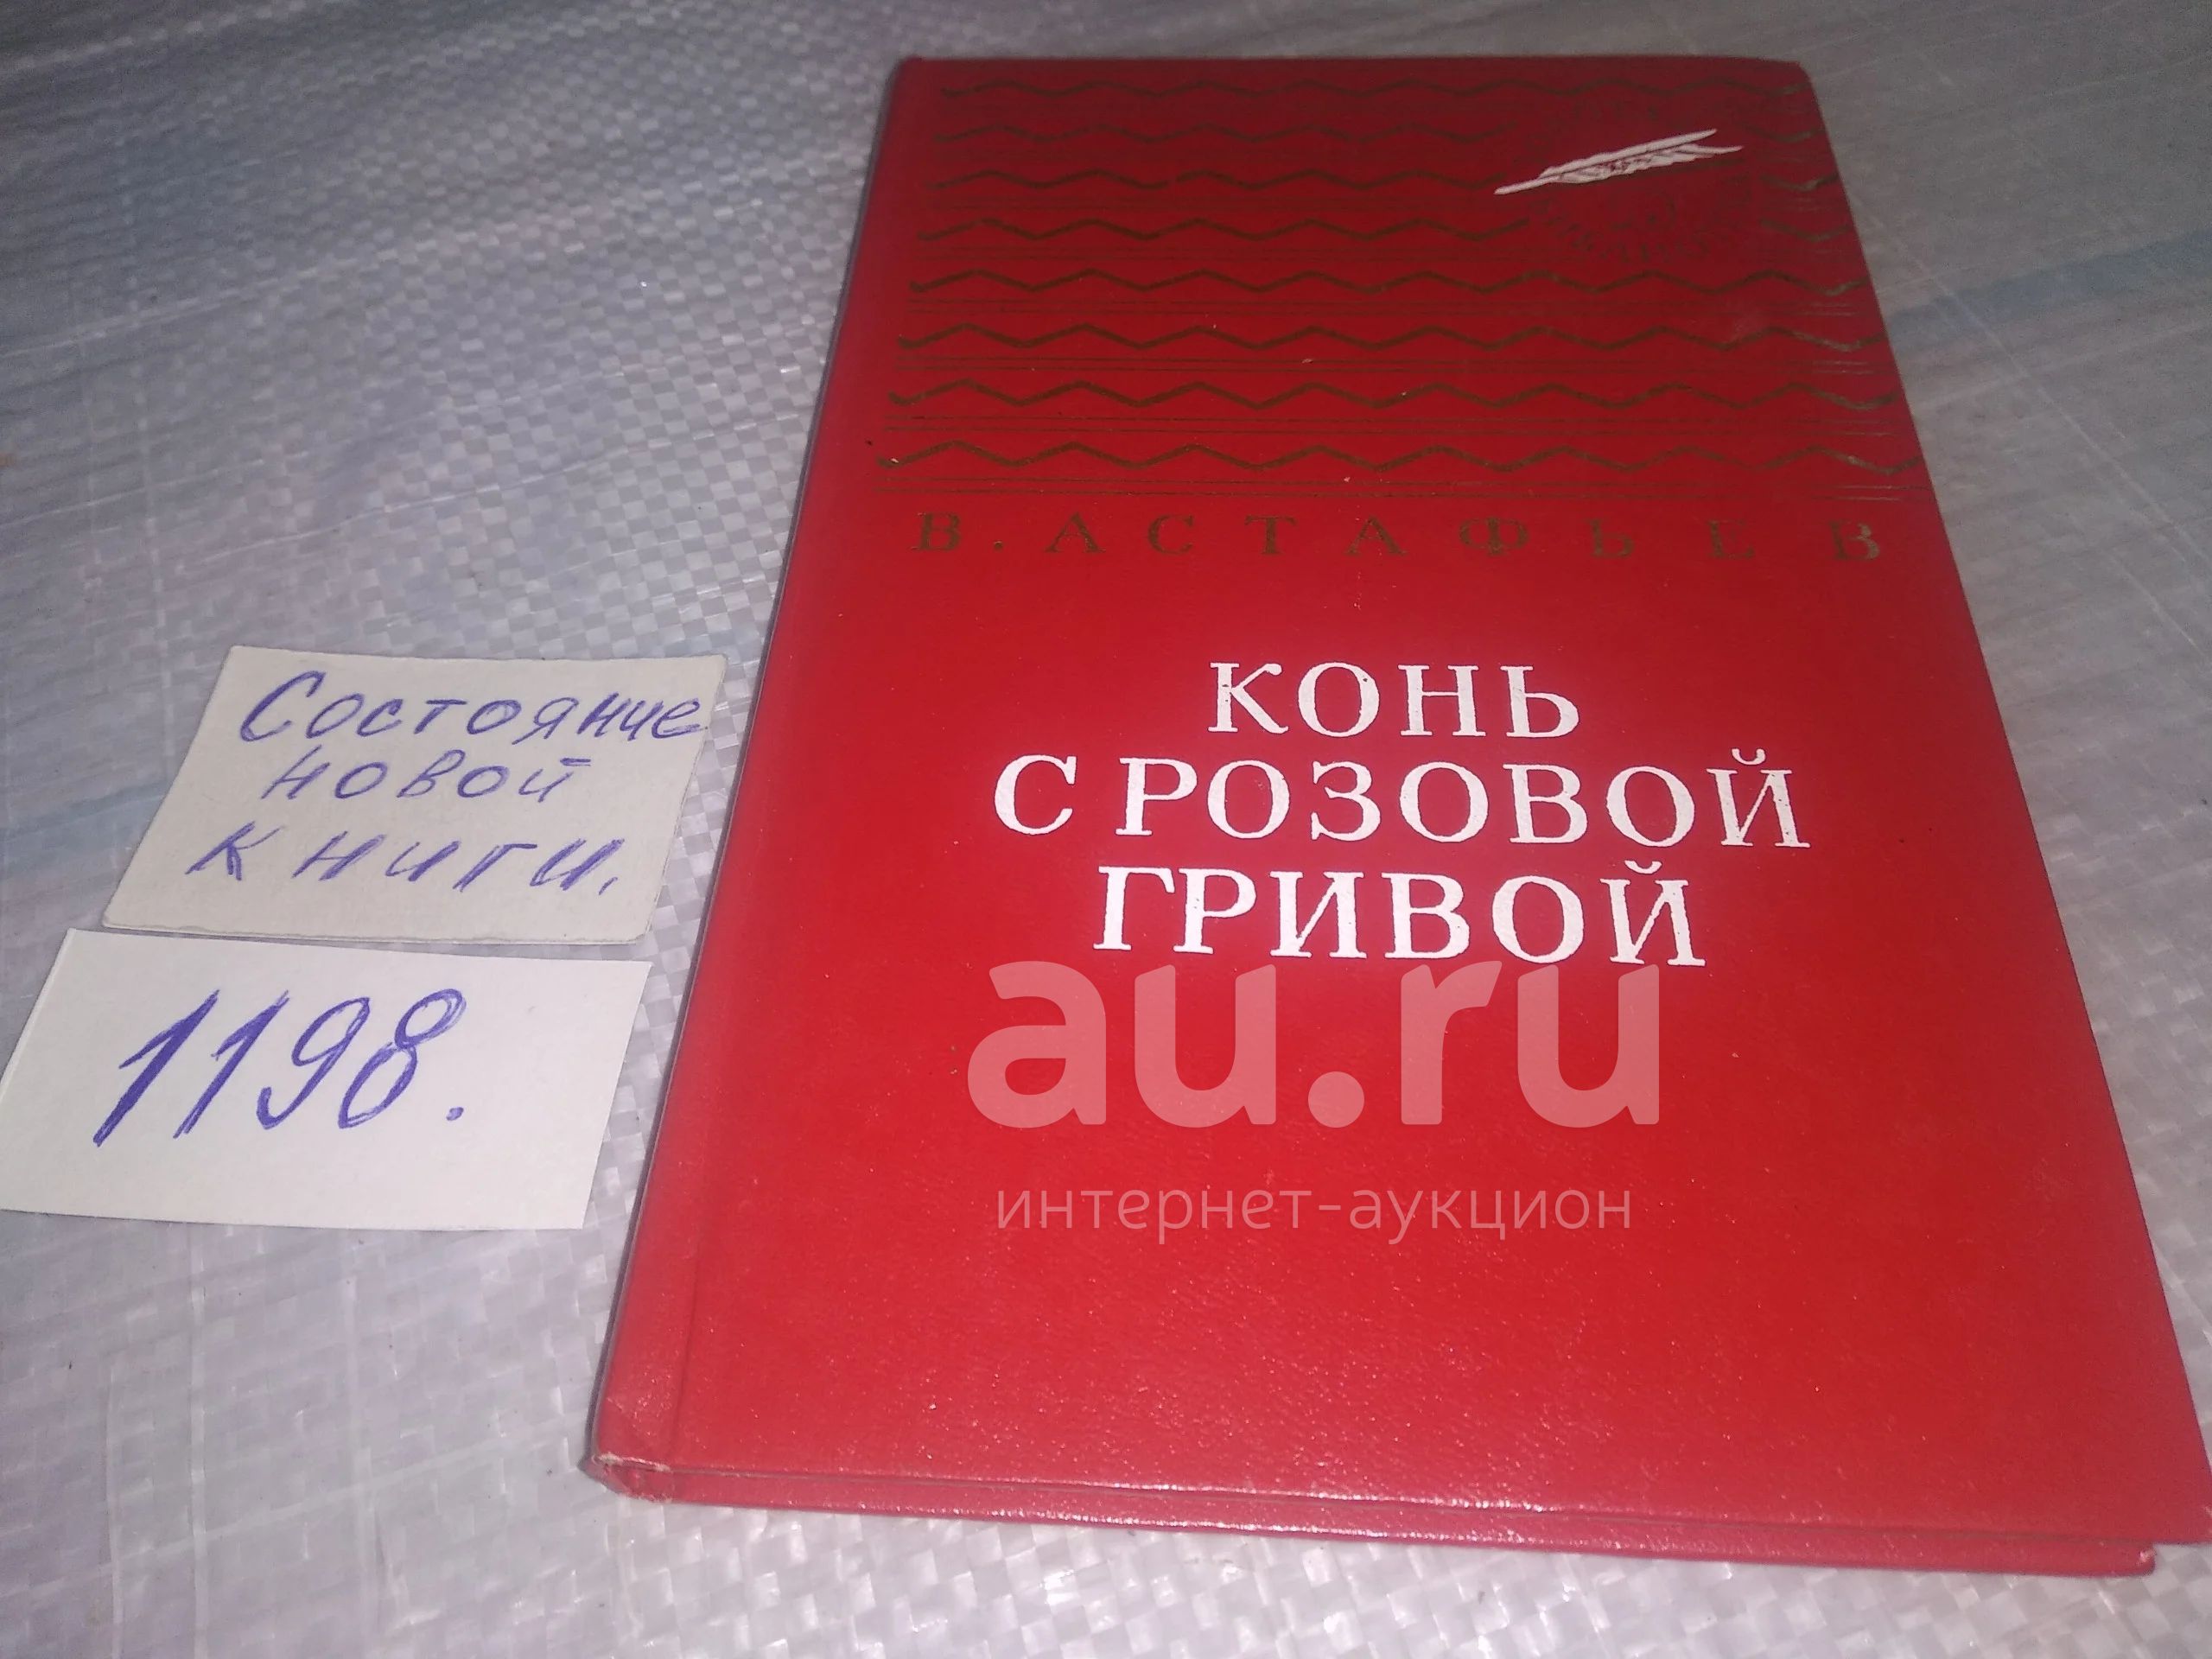 В. АСТАФЬЕВ
КОНЬ
С РОЗОВОЙ
ГРИВОЙ
Состояние
новой
книги.
1198.
au.ru
интернет-аукцион